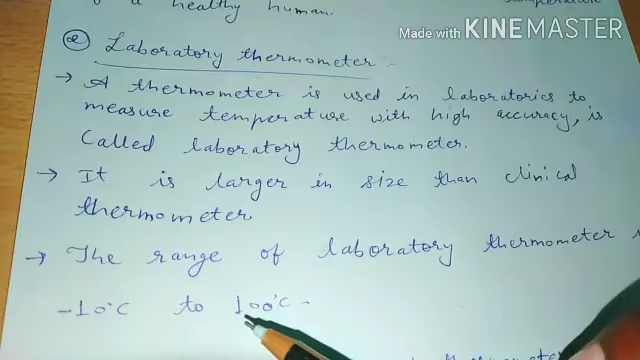 of a healthy human.
Made with KINEMASTER
② Laboratory thermometer -
→ A thermometer is used in laboratories to
measure temperature with high accuracy, is
called laboratory thermometer.
→ It is larger in size than clinical
thermometer.
→ The range of laboratory thermometer
-10°C to 100°C -